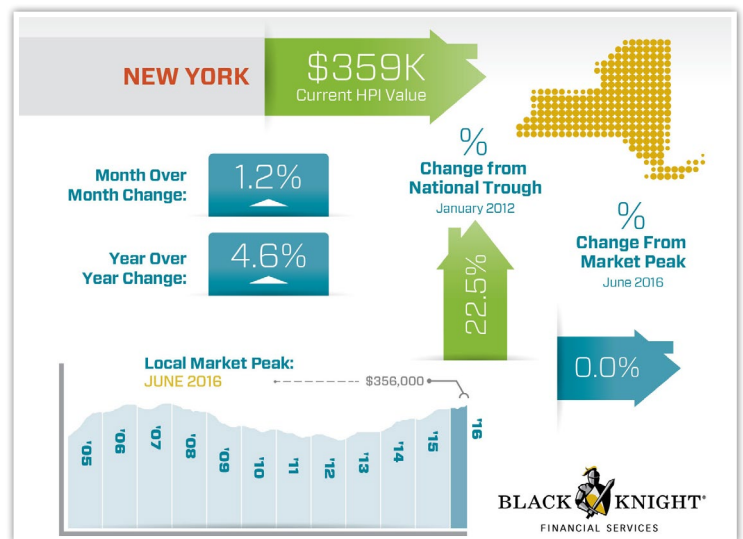 NEW YORK
$359K
Current HPI Value
Month Over
Month Change:
1.2%
Year Over
Year Change:
4.6%
%
Change from
National Trough
January 2012
22.5%
%
Change From
Market Peak
June 2016
0.0%
Local Market Peak:
JUNE 2016
$356,000
'05
'06
'07
'08
'09
'10
'11
'12
'13
'14
'15
'16
BLACK KNIGHT®
FINANCIAL SERVICES